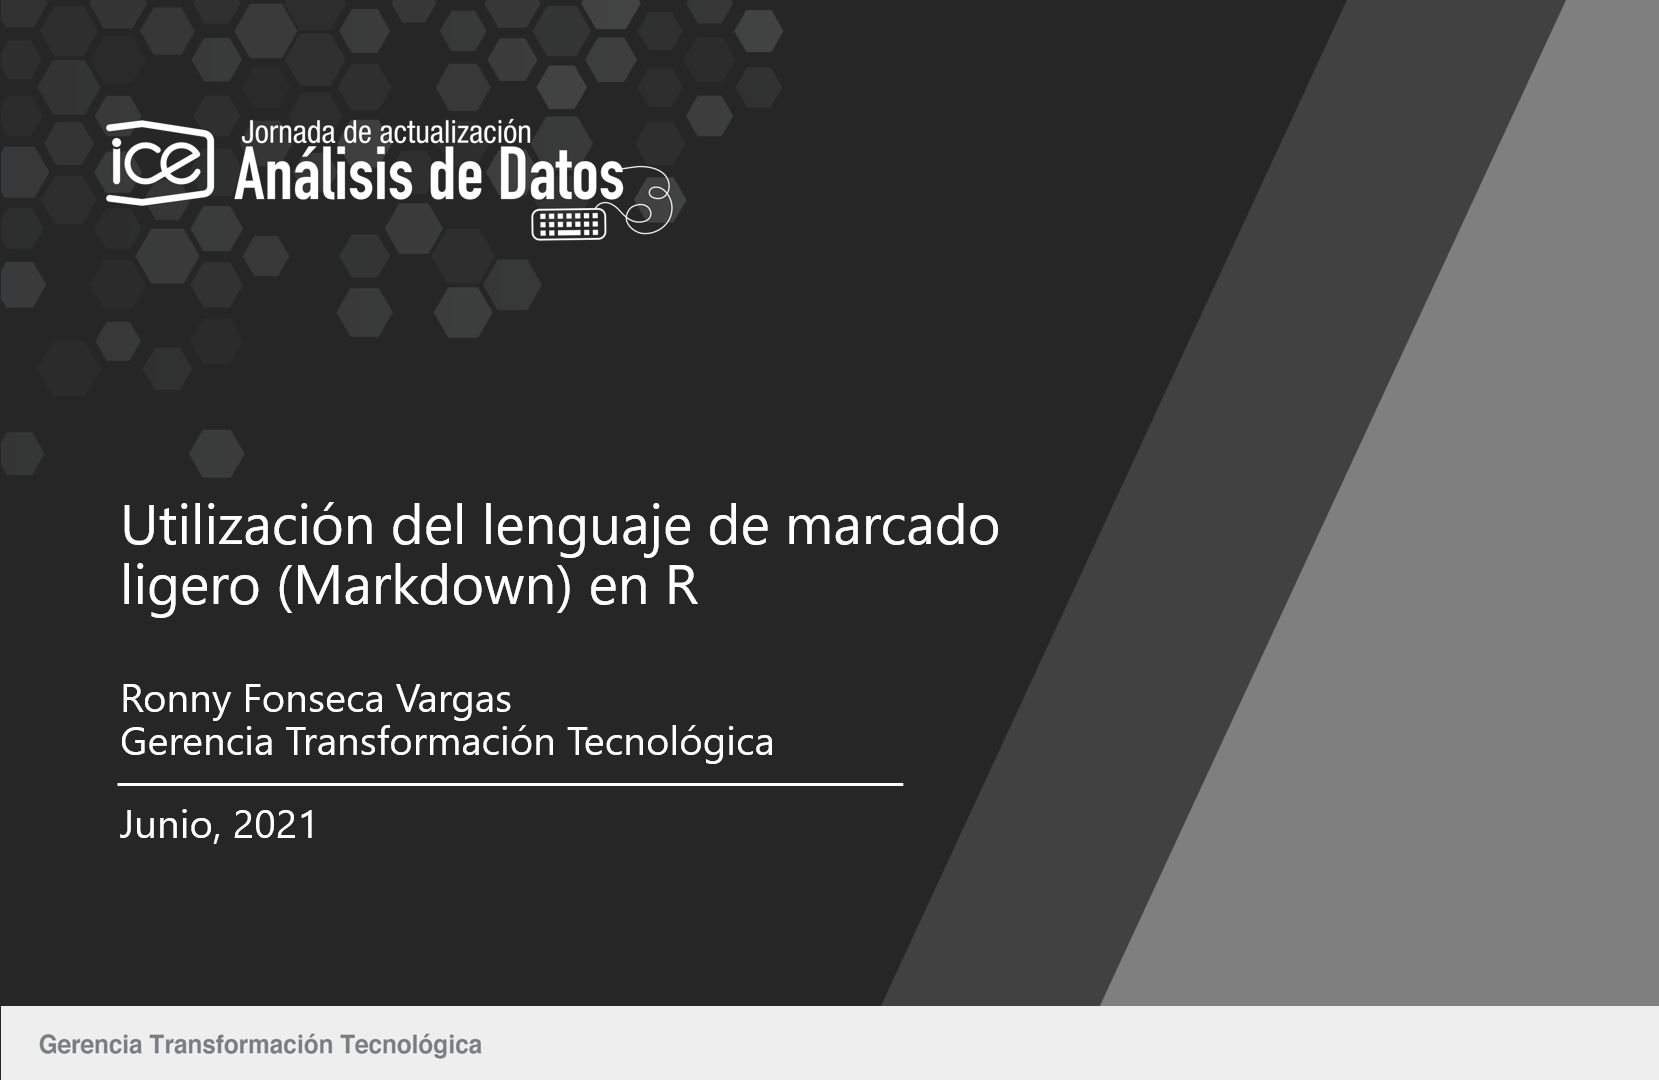 Jornada de actualización
ice
Análisis de Datos
Utilización del lenguaje de marcado
ligero (Markdown) en R
Ronny Fonseca Vargas
Gerencia Transformación Tecnológica
Junio, 2021
Gerencia Transformación Tecnológica